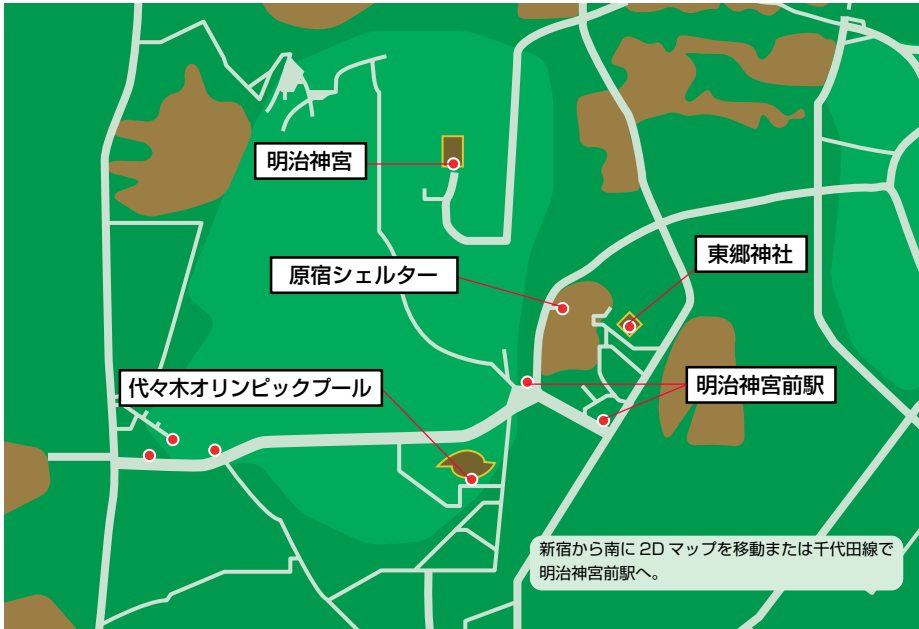 明治神宮
東郷神社
原宿シェルター
代々木オリンピックプール
明治神宮前駅
新宿から南に 2D マップを移動または千代田線で
明治神宮前駅へ。